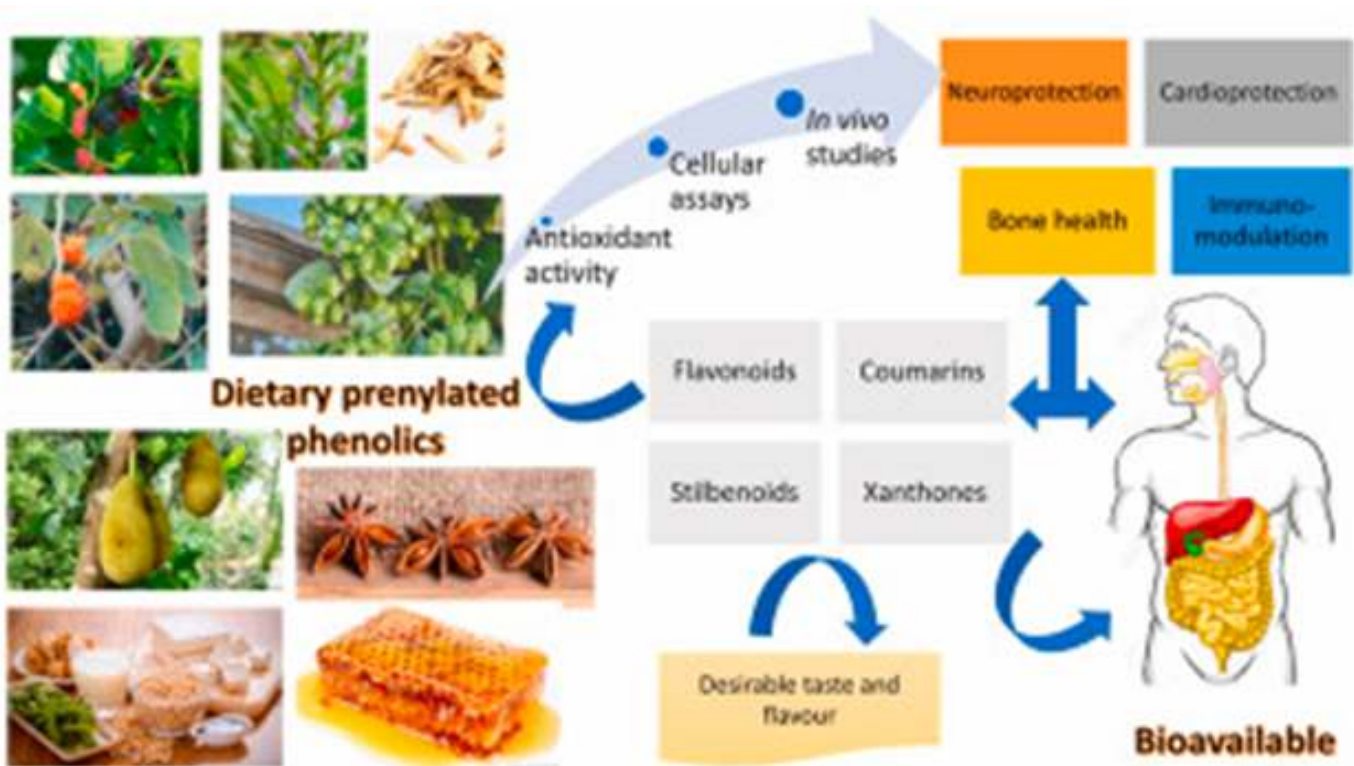 Neuroprotection
Cardioprotection
In vivo
studies
Cellular
assays
Bone health
Immuno-
modulation
Antioxidant
activity
Flavonoids
Coumarins
Dietary prenylated
phenolics
Stilbenoids
Xanthones
Desirable taste and
flavour
Bioavailable